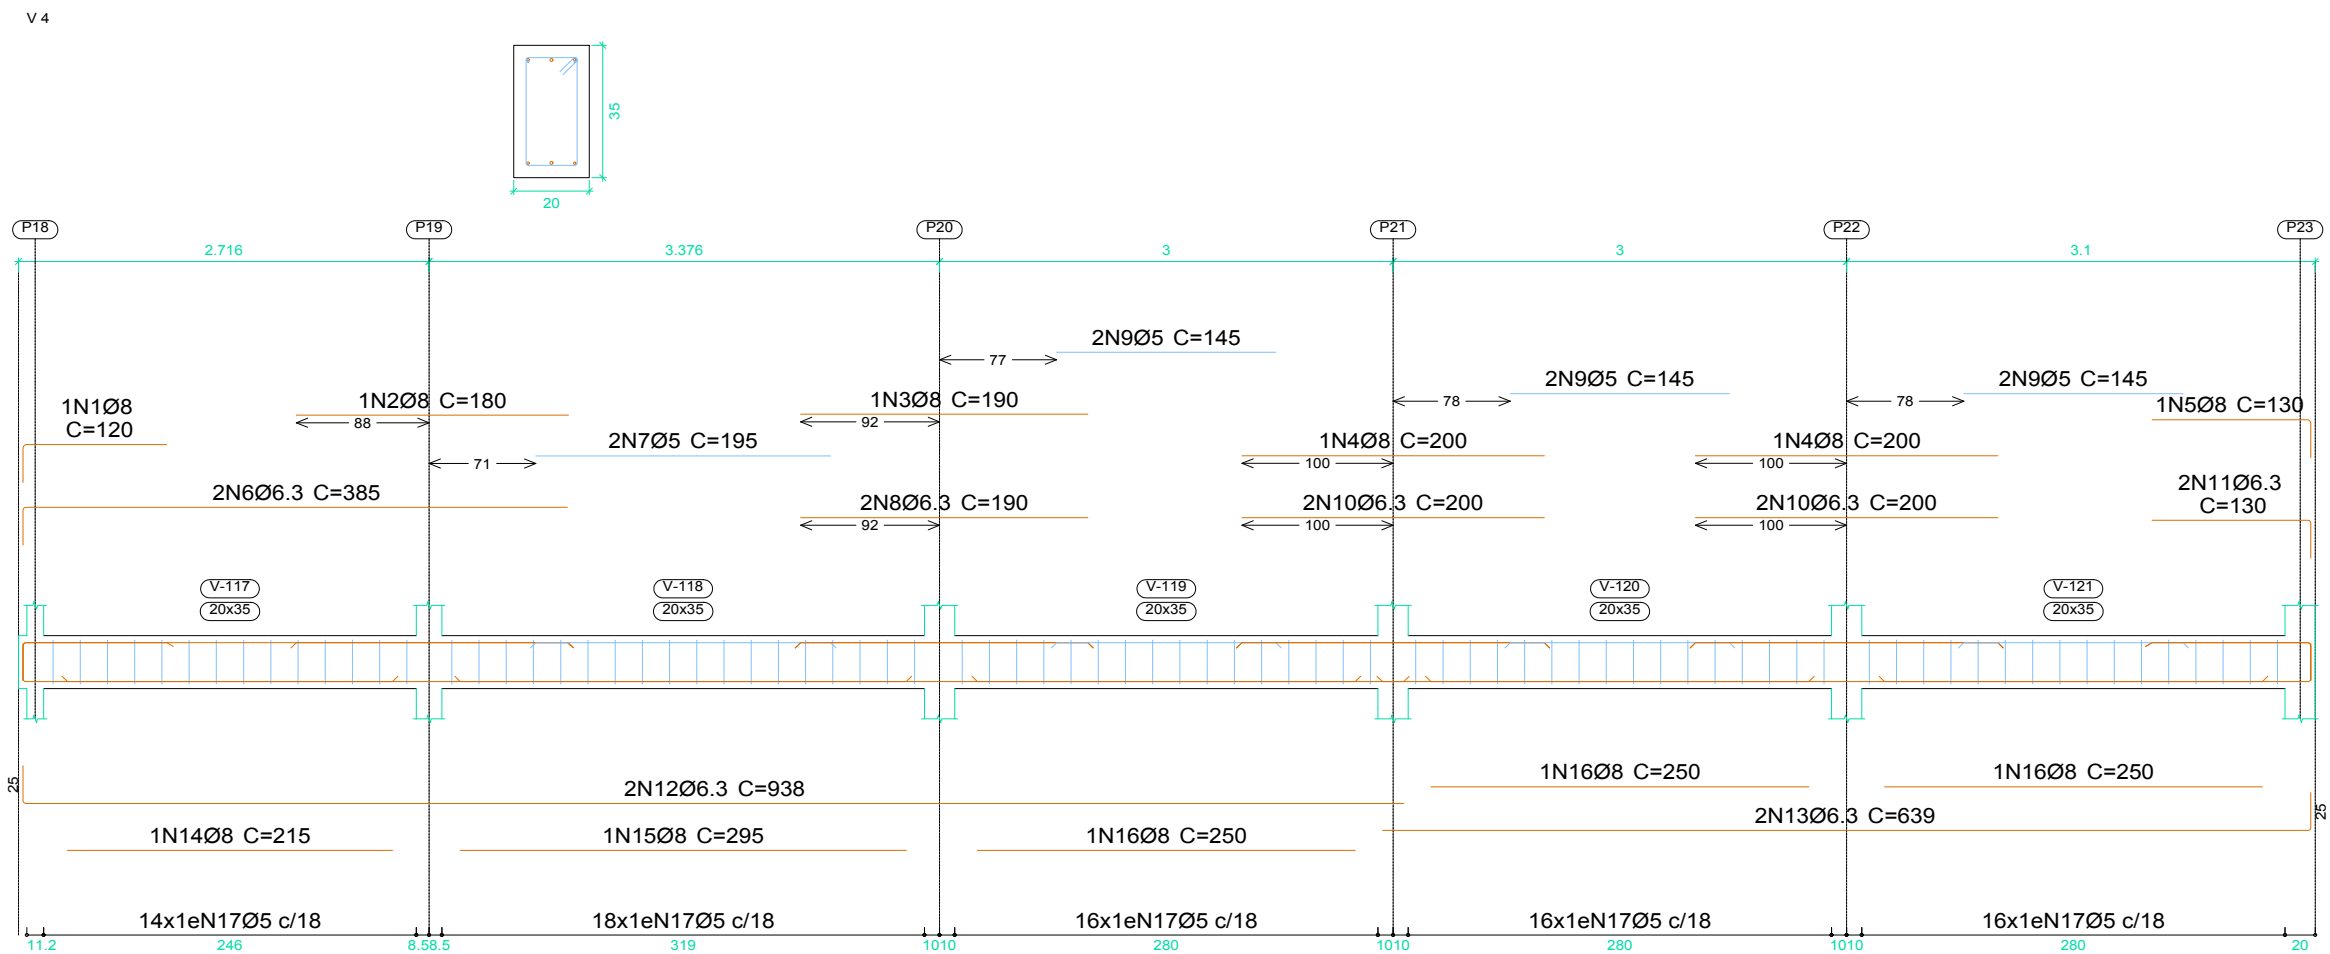 V 4
35
20
P18
P19
P20
P21
P22
P23
2.716
3.376
3
3
3.1
2N9Ø5 C=145
77
2N9Ø5 C=145
2N9Ø5 C=145
78
78
1N1Ø8
C=120
1N2Ø8 C=180
88
1N3Ø8 C=190
92
1N5Ø8 C=130
2N7Ø5 C=195
71
1N4Ø8 C=200
100
1N4Ø8 C=200
100
2N6Ø6.3 C=385
2N8Ø6.3 C=190
92
2N10Ø6.3 C=200
100
2N10Ø6.3 C=200
100
2N11Ø6.3
C=130
V-117
20x35
V-118
20x35
V-119
20x35
V-120
20x35
V-121
20x35
25
2N12Ø6.3 C=938
1N16Ø8 C=250
1N16Ø8 C=250
2N13Ø6.3 C=639
25
1N14Ø8 C=215
1N15Ø8 C=295
1N16Ø8 C=250
14x1eN17Ø5 c/18
18x1eN17Ø5 c/18
16x1eN17Ø5 c/18
16x1eN17Ø5 c/18
16x1eN17Ø5 c/18
11.2
246
8.58.5
319
1010
280
1010
280
1010
280
20